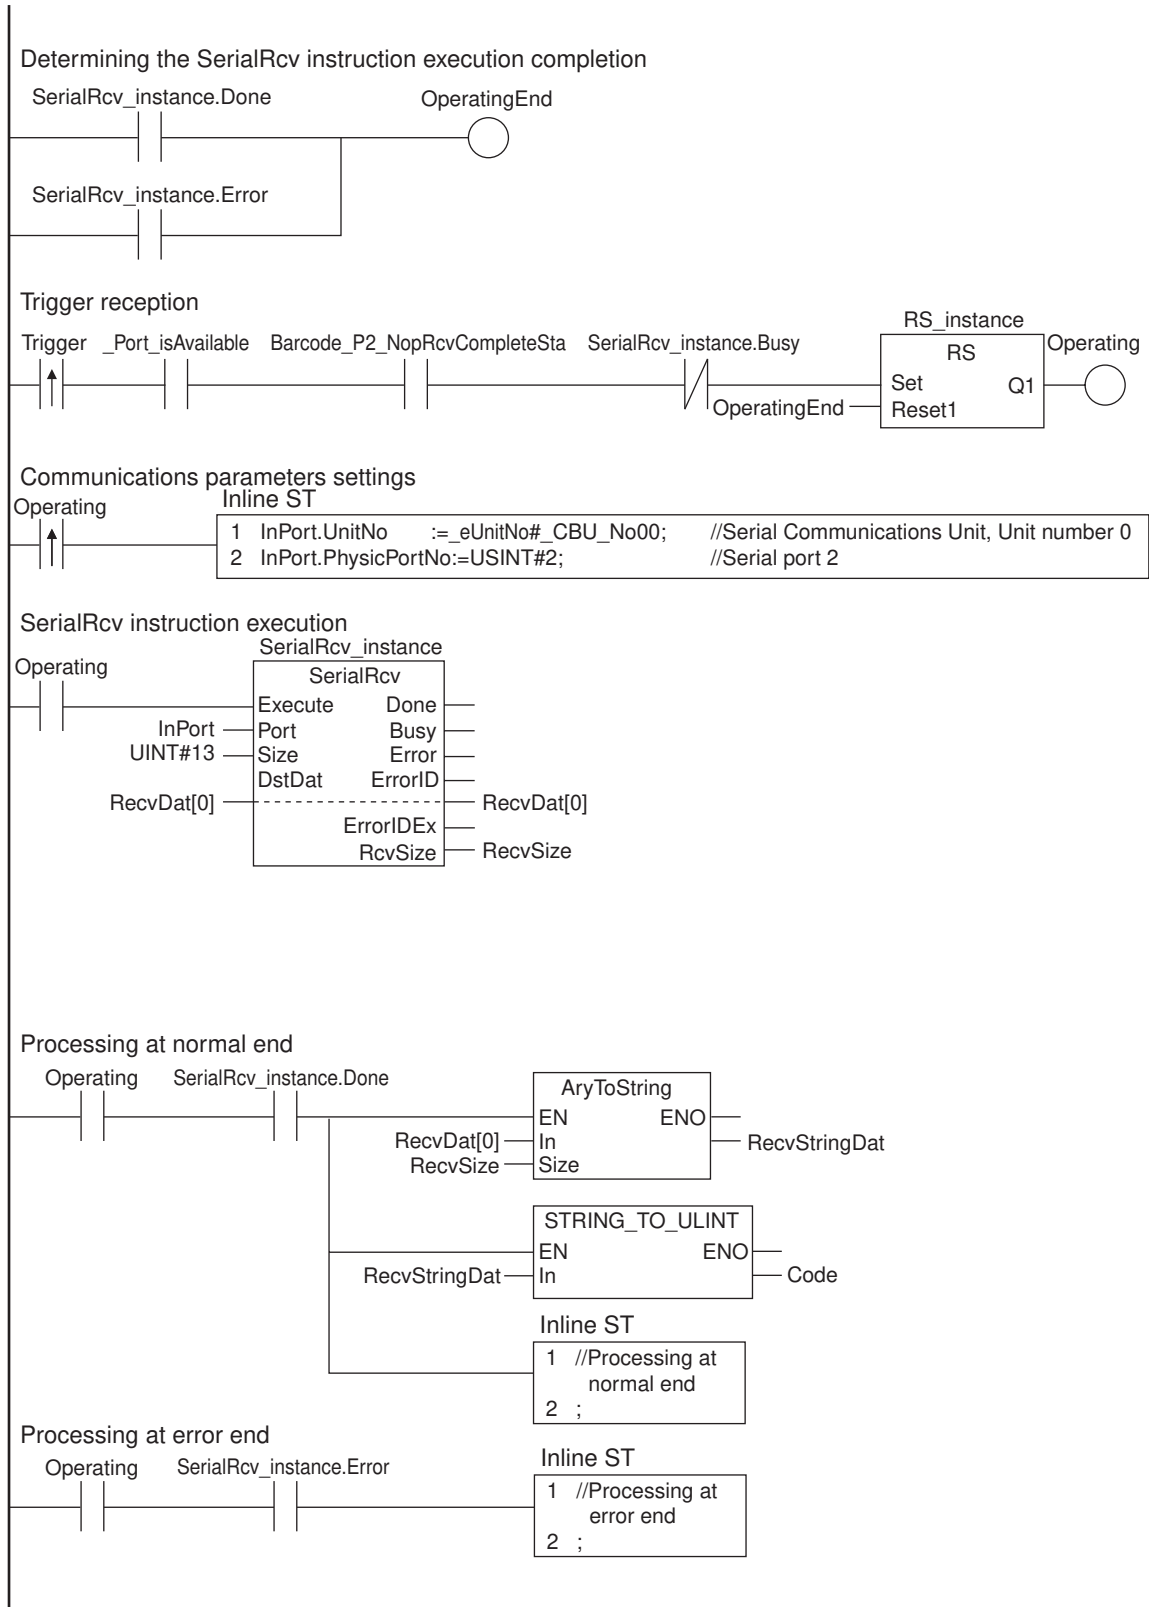 Determining the SerialRcv instruction execution completion
SerialRcv_instance.Done
OperatingEnd
SerialRcv_instance.Error
Trigger reception
RS_instance
Trigger _Port_isAvailable Barcode_P2_NopRcvCompleteSta SerialRcv_instance.Busy RS Operating
Set Q1
OperatingEnd Reset1
Communications parameters settings
Operating
Inline ST
1 InPort.UnitNo :=_eUnitNo#_CBU_No00; //Serial Communications Unit, Unit number 0
2 InPort.PhysicPortNo:=USINT#2; //Serial port 2
SerialRcv instruction execution
SerialRcv_instance
Operating SerialRcv
Execute Done
InPort Port Busy
UINT#13 Size Error
DstDat ErrorID
RecvDat[0] RecvDat[0]
ErrorIDEx
RcvSize RecvSize
Processing at normal end
Operating SerialRcv_instance.Done AryToString
EN ENO
RecvDat[0] In RecvStringDat
RecvSize Size
STRING_TO_ULINT
EN ENO
RecvStringDat In Code
Inline ST
1 //Processing at
normal end
2 ;
Processing at error end
Operating SerialRcv_instance.Error
Inline ST
1 //Processing at
error end
2 ;